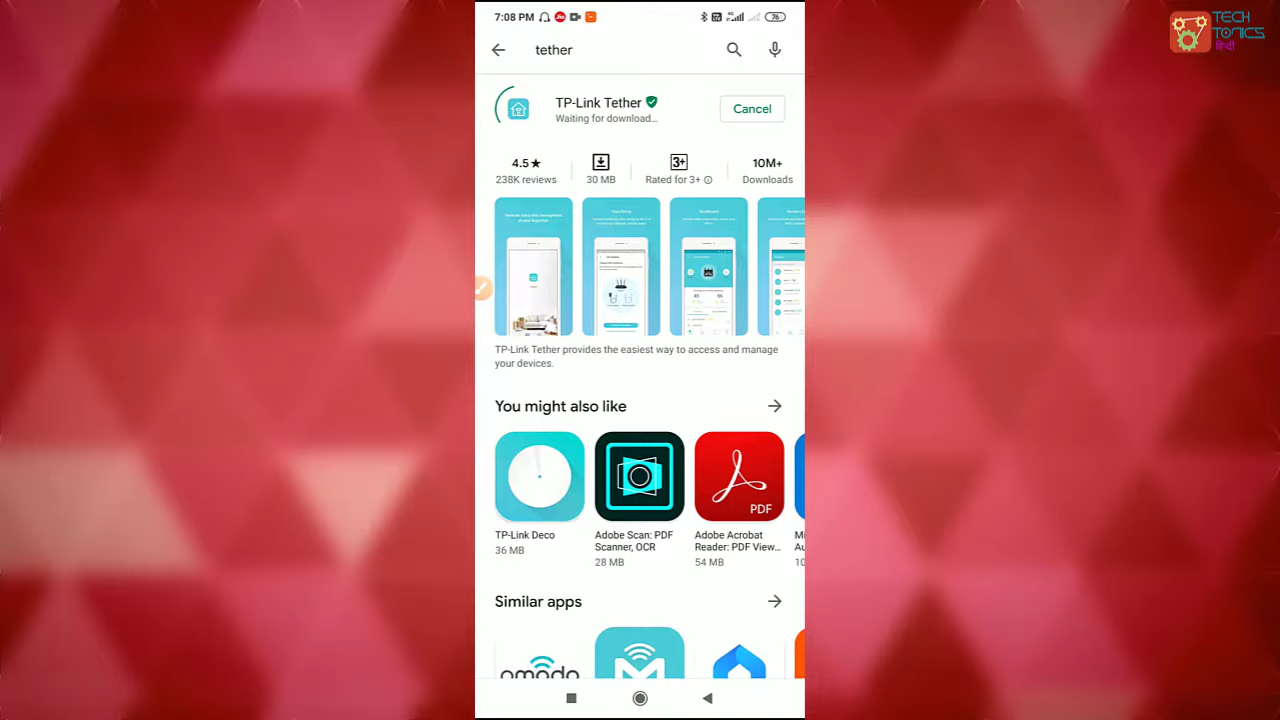 7:08 PM
76
TECH
TONICS
हिन्दी
tether
TP-Link Tether
Waiting for download...
Cancel
4.5★
3+
10M+
238K reviews
30 MB
Rated for 3+
Downloads
TP-Link Tether provides the easiest way to access and manage
your devices.
You might also like
PDF
TP-Link Deco
36 MB
Adobe Scan: PDF
Scanner, OCR
28 MB
Adobe Acrobat
Reader: PDF View...
54 MB
Similar apps
omada